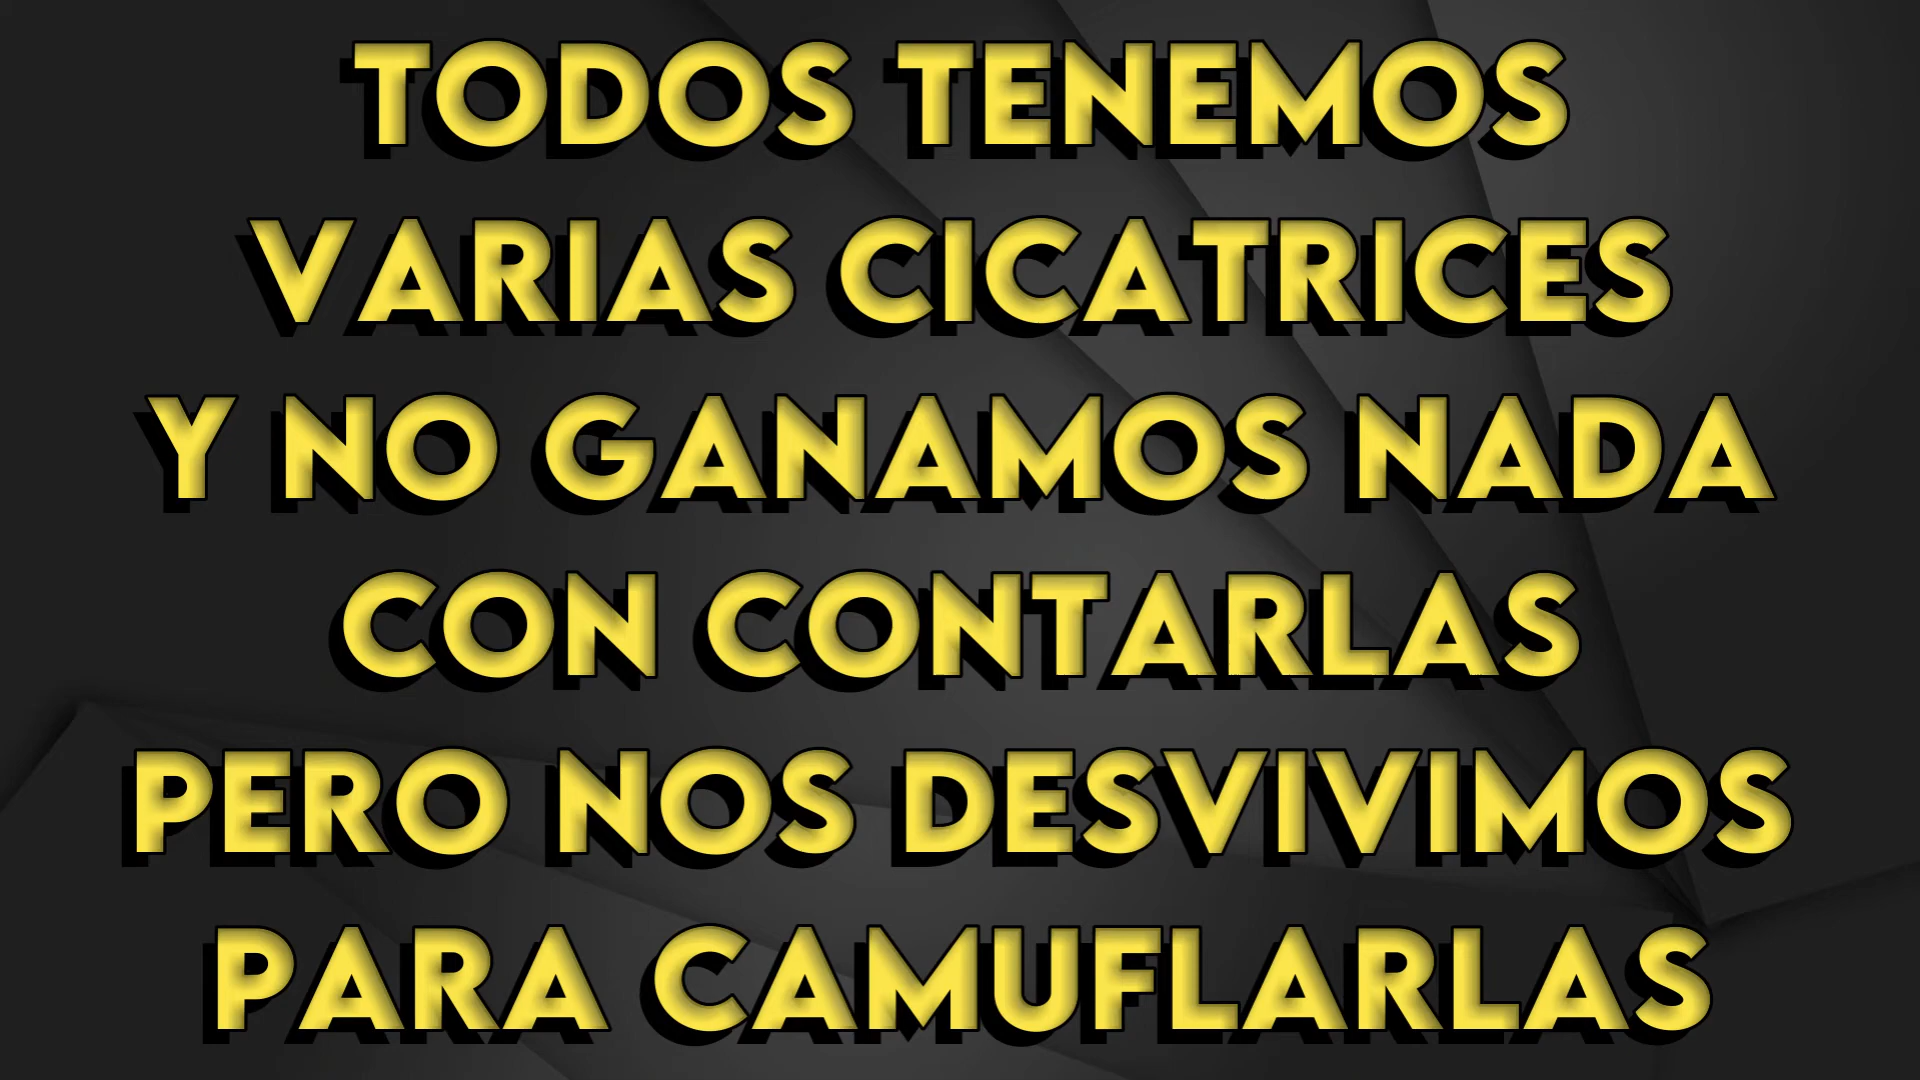 TODOS TENEMOS
VARIAS CICATRICES
Y NO GANAMOS NADA
CON CONTARLAS
PERO NOS DESVIVIMOS
PARA CAMUFLARLAS